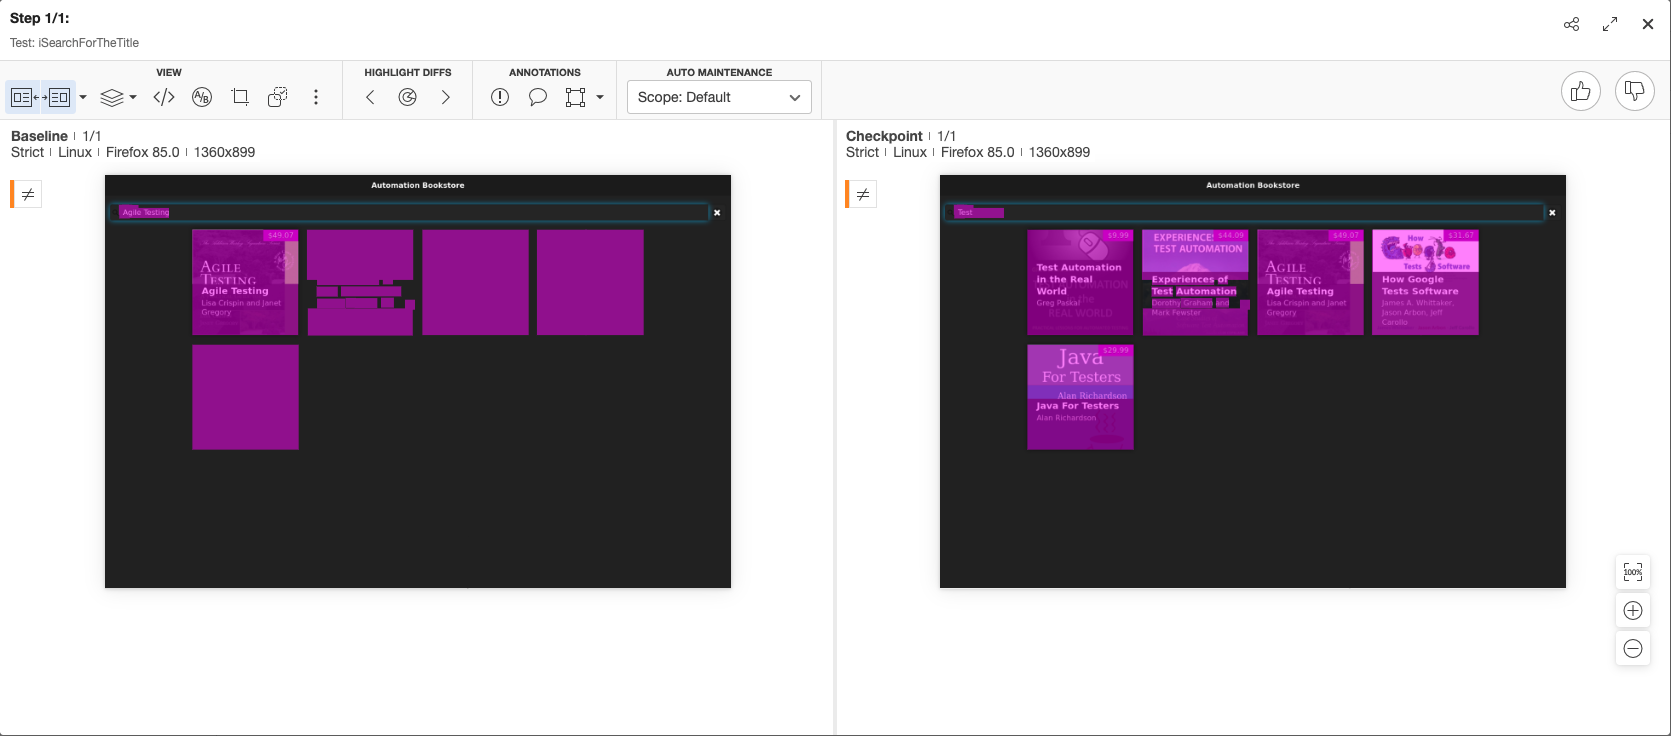 Step 1/1:
Test: iSearchForTheTitle
VIEW
HIGHLIGHT DIFFS
ANNOTATIONS
AUTO MAINTENANCE
A/B
Scope: Default
Baseline | 1/1
Strict | Linux | Firefox 85.0 | 1360x899
≠
Automation Bookstore
Agile Testing
$49.07
AGILE
TESTING
Agile Testing
Lisa Crispin and Janet
Gregory
Checkpoint | 1/1
Strict | Linux | Firefox 85.0 | 1360x899
≠
Automation Bookstore
Test
$9.99
Test Automation
in the Real
World
Greg Paskal
REAL WORLD
$44.09
EXPERIENCES
TEST AUTOMATION
Experiences of
Test Automation
Dorothy Graham and
Mark Fewster
$49.07
AGILE
TESTING
Agile Testing
Lisa Crispin and Janet
Gregory
$31.67
How
Tests Software
How Google
Tests Software
James A. Whittaker,
Jason Arbon, Jeff
Carollo
$29.99
Java
For Testers
Alan Richardson
Java For Testers
Alan Richardson
100%